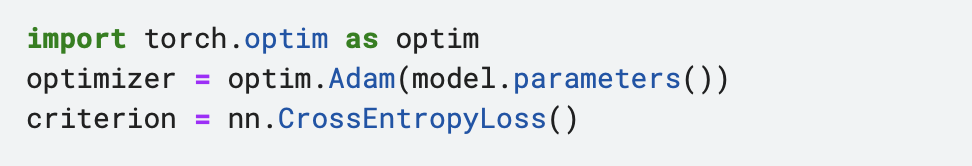 import torch.optim as optim
optimizer = optim.Adam(model.parameters())
criterion = nn.CrossEntropyLoss()